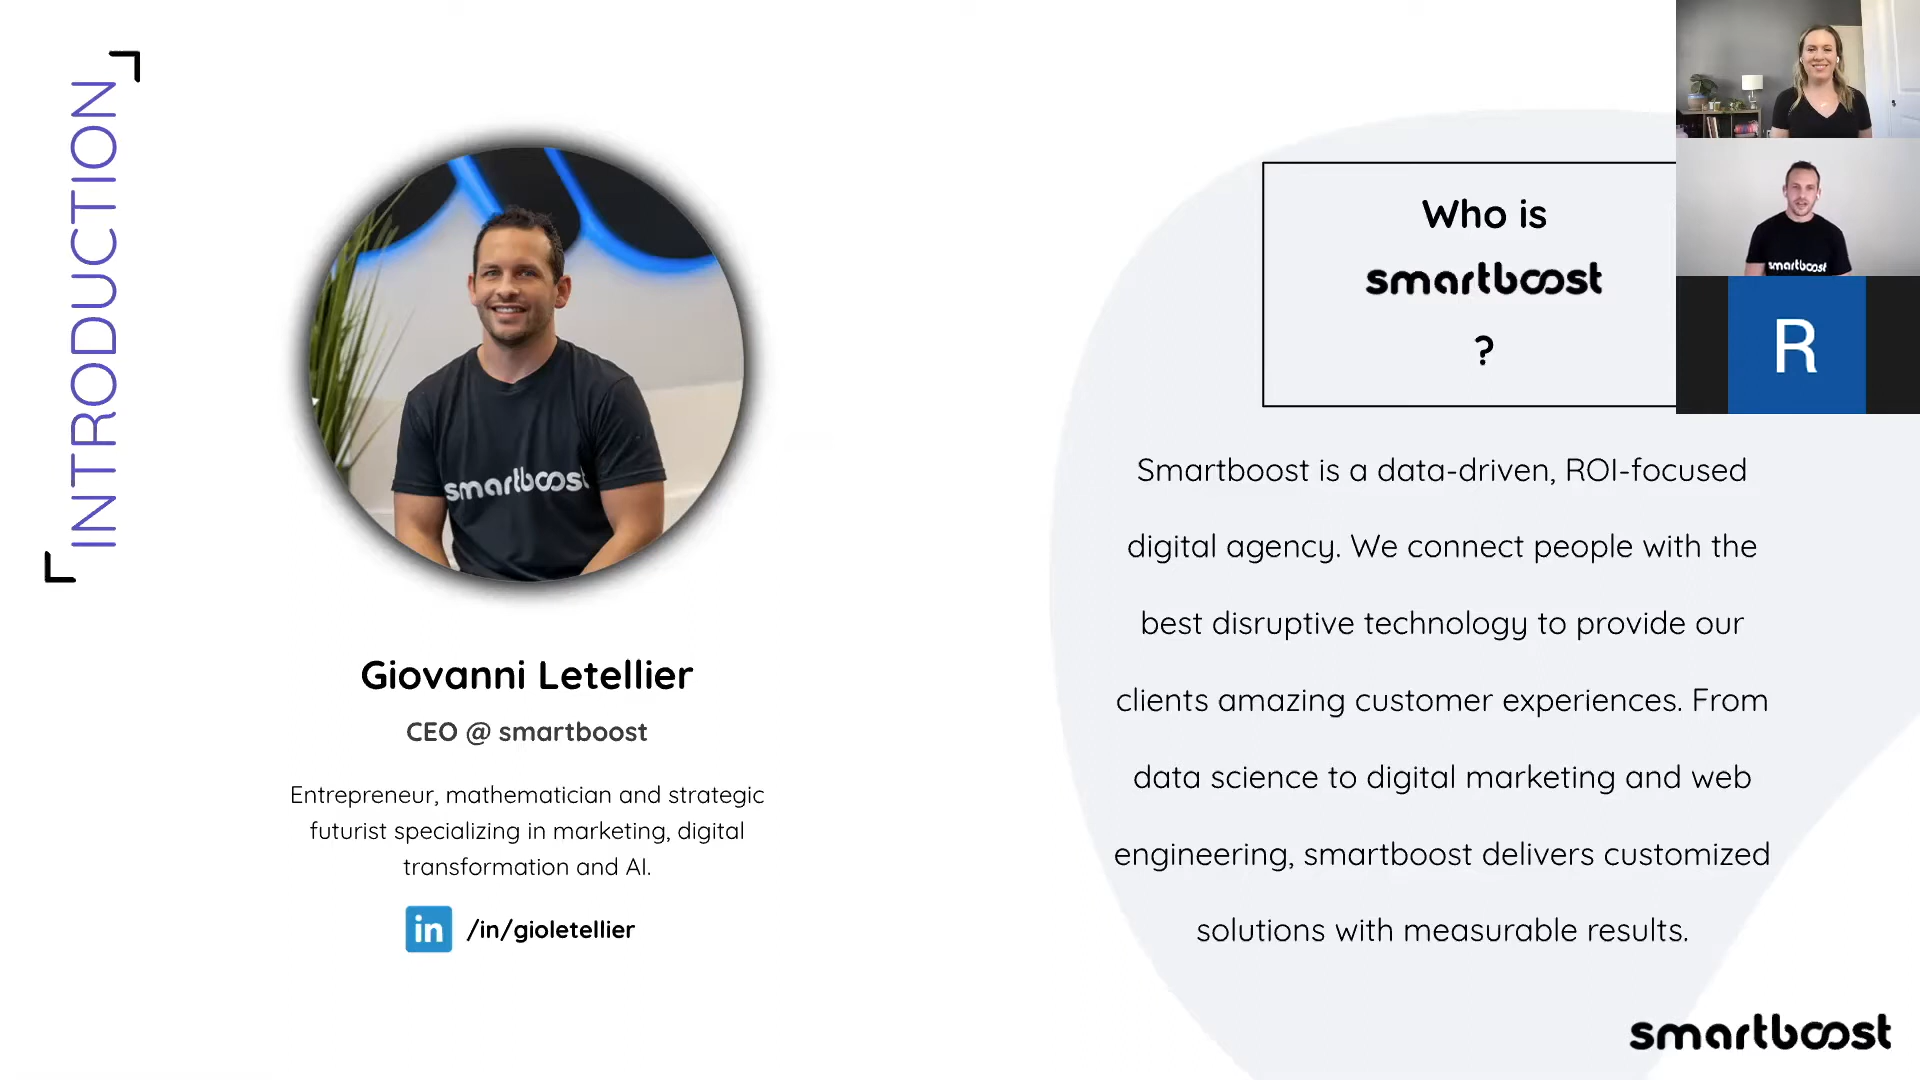 INTRODUCTION
smartboost
Giovanni Letellier
CEO @ smartboost
Entrepreneur, mathematician and strategic
futurist specializing in marketing, digital
transformation and AI.
in
/in/gioletellier
Who is
smartboost
?
Smartboost is a data-driven, ROI-focused
digital agency. We connect people with the
best disruptive technology to provide our
clients amazing customer experiences. From
data science to digital marketing and web
engineering, smartboost delivers customized
solutions with measurable results.
smartboost
R
smartboost